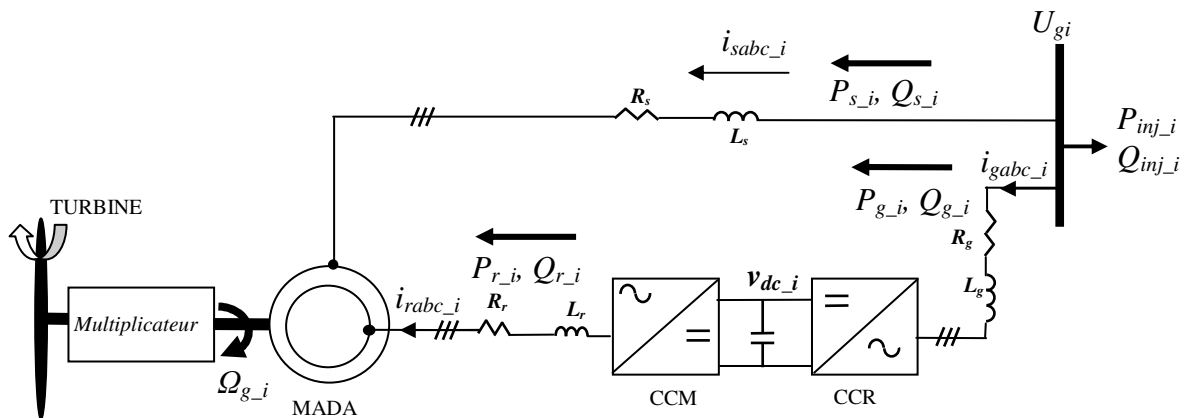 U_gi
i_sabc_i
P_s_i, Q_s_i
R_s
L_s
P_inj_i
Q_inj_i
i_gabc_i
P_g_i, Q_g_i
TURBINE
R_g
P_r_i, Q_r_i
v_dc_i
L_g
i_rabc_i
R_r
L_r
Multiplicateur
Ω_g_i
MADA
CCM
CCR